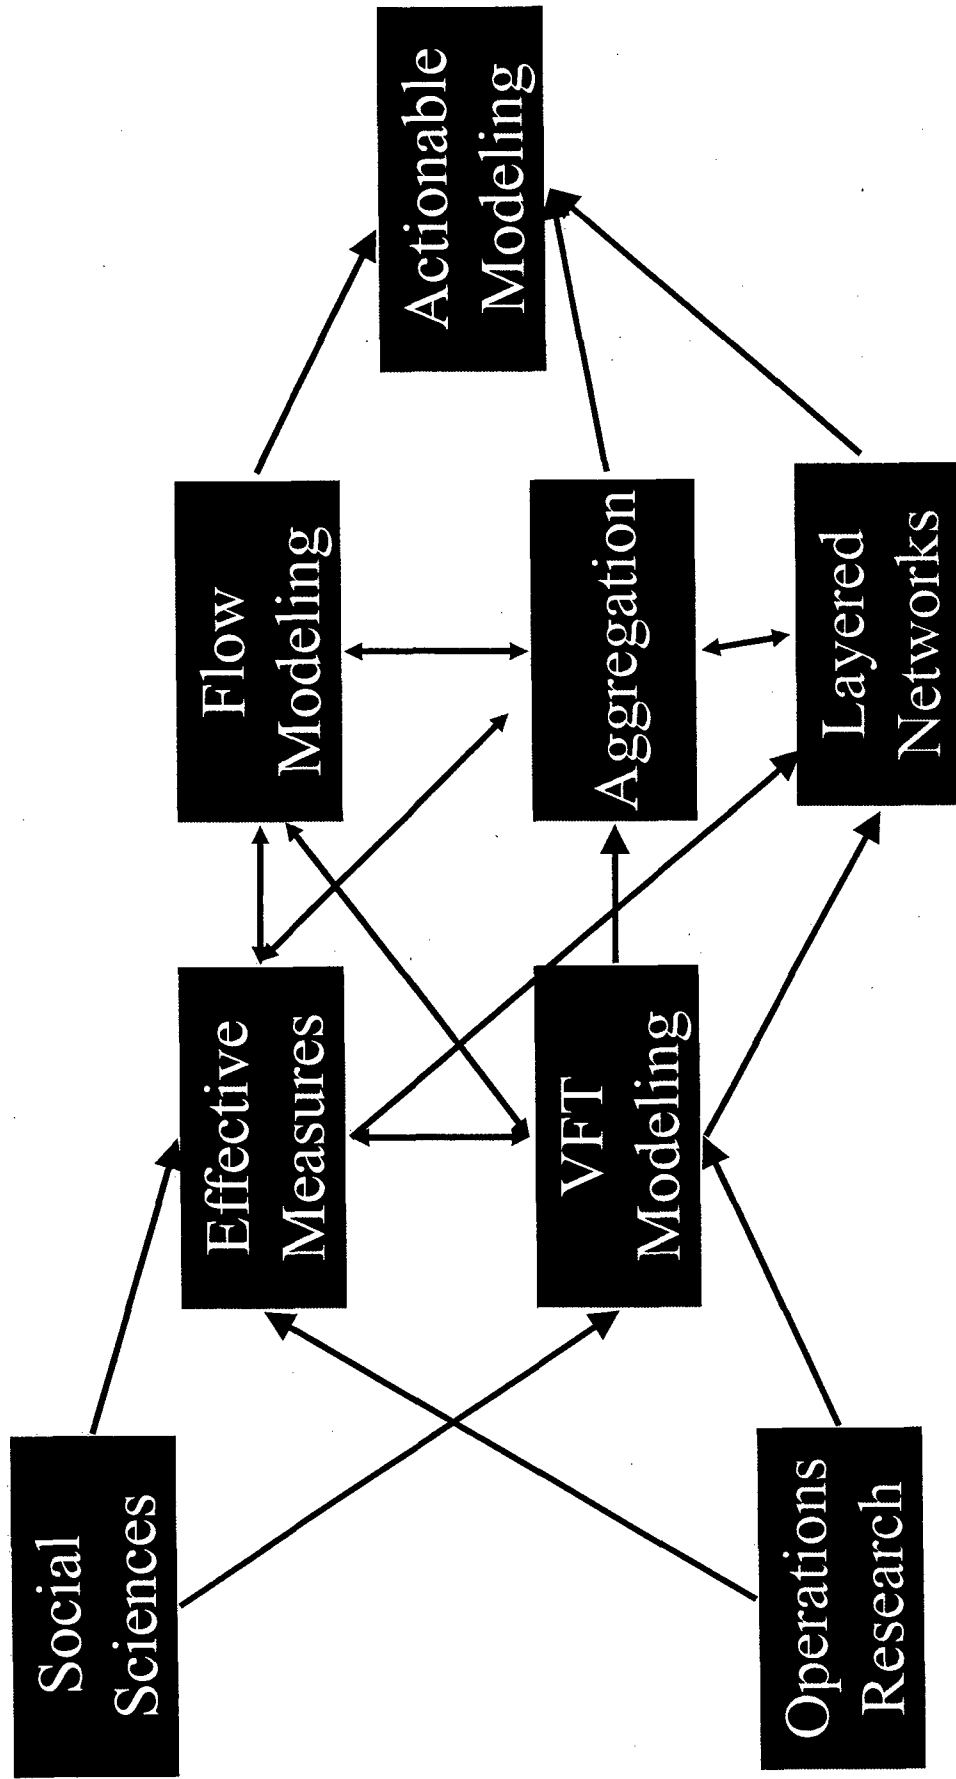 Social
Sciences
Operations
Research
Effective
Measures
VFT
Modeling
Flow
Modeling
Aggregation
Layered
Networks
Actionable
Modeling